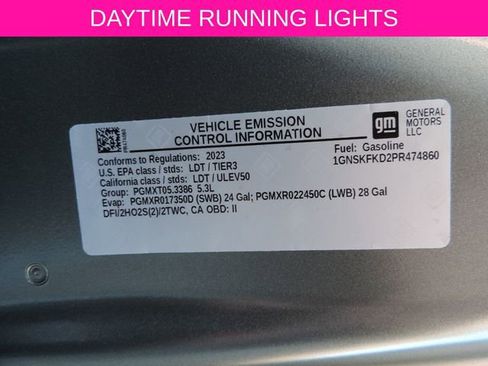 DAYTIME RUNNING LIGHTS
VEHICLE EMISSION
CONTROL INFORMATION
gm
GENERAL
MOTORS
LLC
Conforms to Regulations: 2023
Fuel: Gasoline
U.S. EPA class / stds: LDT / TIER3
1GNSKFKD2PR474860
California class / stds: LDT / ULEV50
Group: PGMXT05.3386 5.3L
Evap: PGMXR017350D (SWB) 24 Gal; PGMXR022450C (LWB) 28 Gal
DFI/2HO2S(2)/2TWC, CA OBD: II